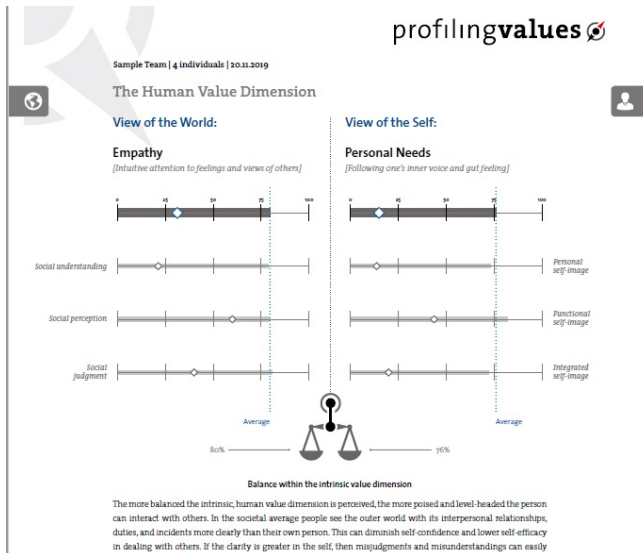 profilingvalues
Sample Team | 4 individuals | 20.11.2019
The Human Value Dimension
View of the World:
Empathy
[Intuitive attention to feelings and views of others]
0 25 50 75 100
Social understanding
Social perception
Social
judgment
Average
View of the Self:
Personal Needs
[Following one's inner voice and gut feeling]
0 25 50 75 100
Personal
self-image
Functional
self-image
Integrated
self-image
Average
80%
76%
Balance within the intrinsic value dimension
The more balanced the intrinsic, human value dimension is perceived, the more poised and level-headed the person
can interact with others. In the societal average people see the outer world with its interpersonal relationships,
duties, and incidents more clearly than their own person. This can diminish self-confidence and lower self-efficacy
in dealing with others. If the clarity is greater in the self, then misjudgments and misunderstandings can easily